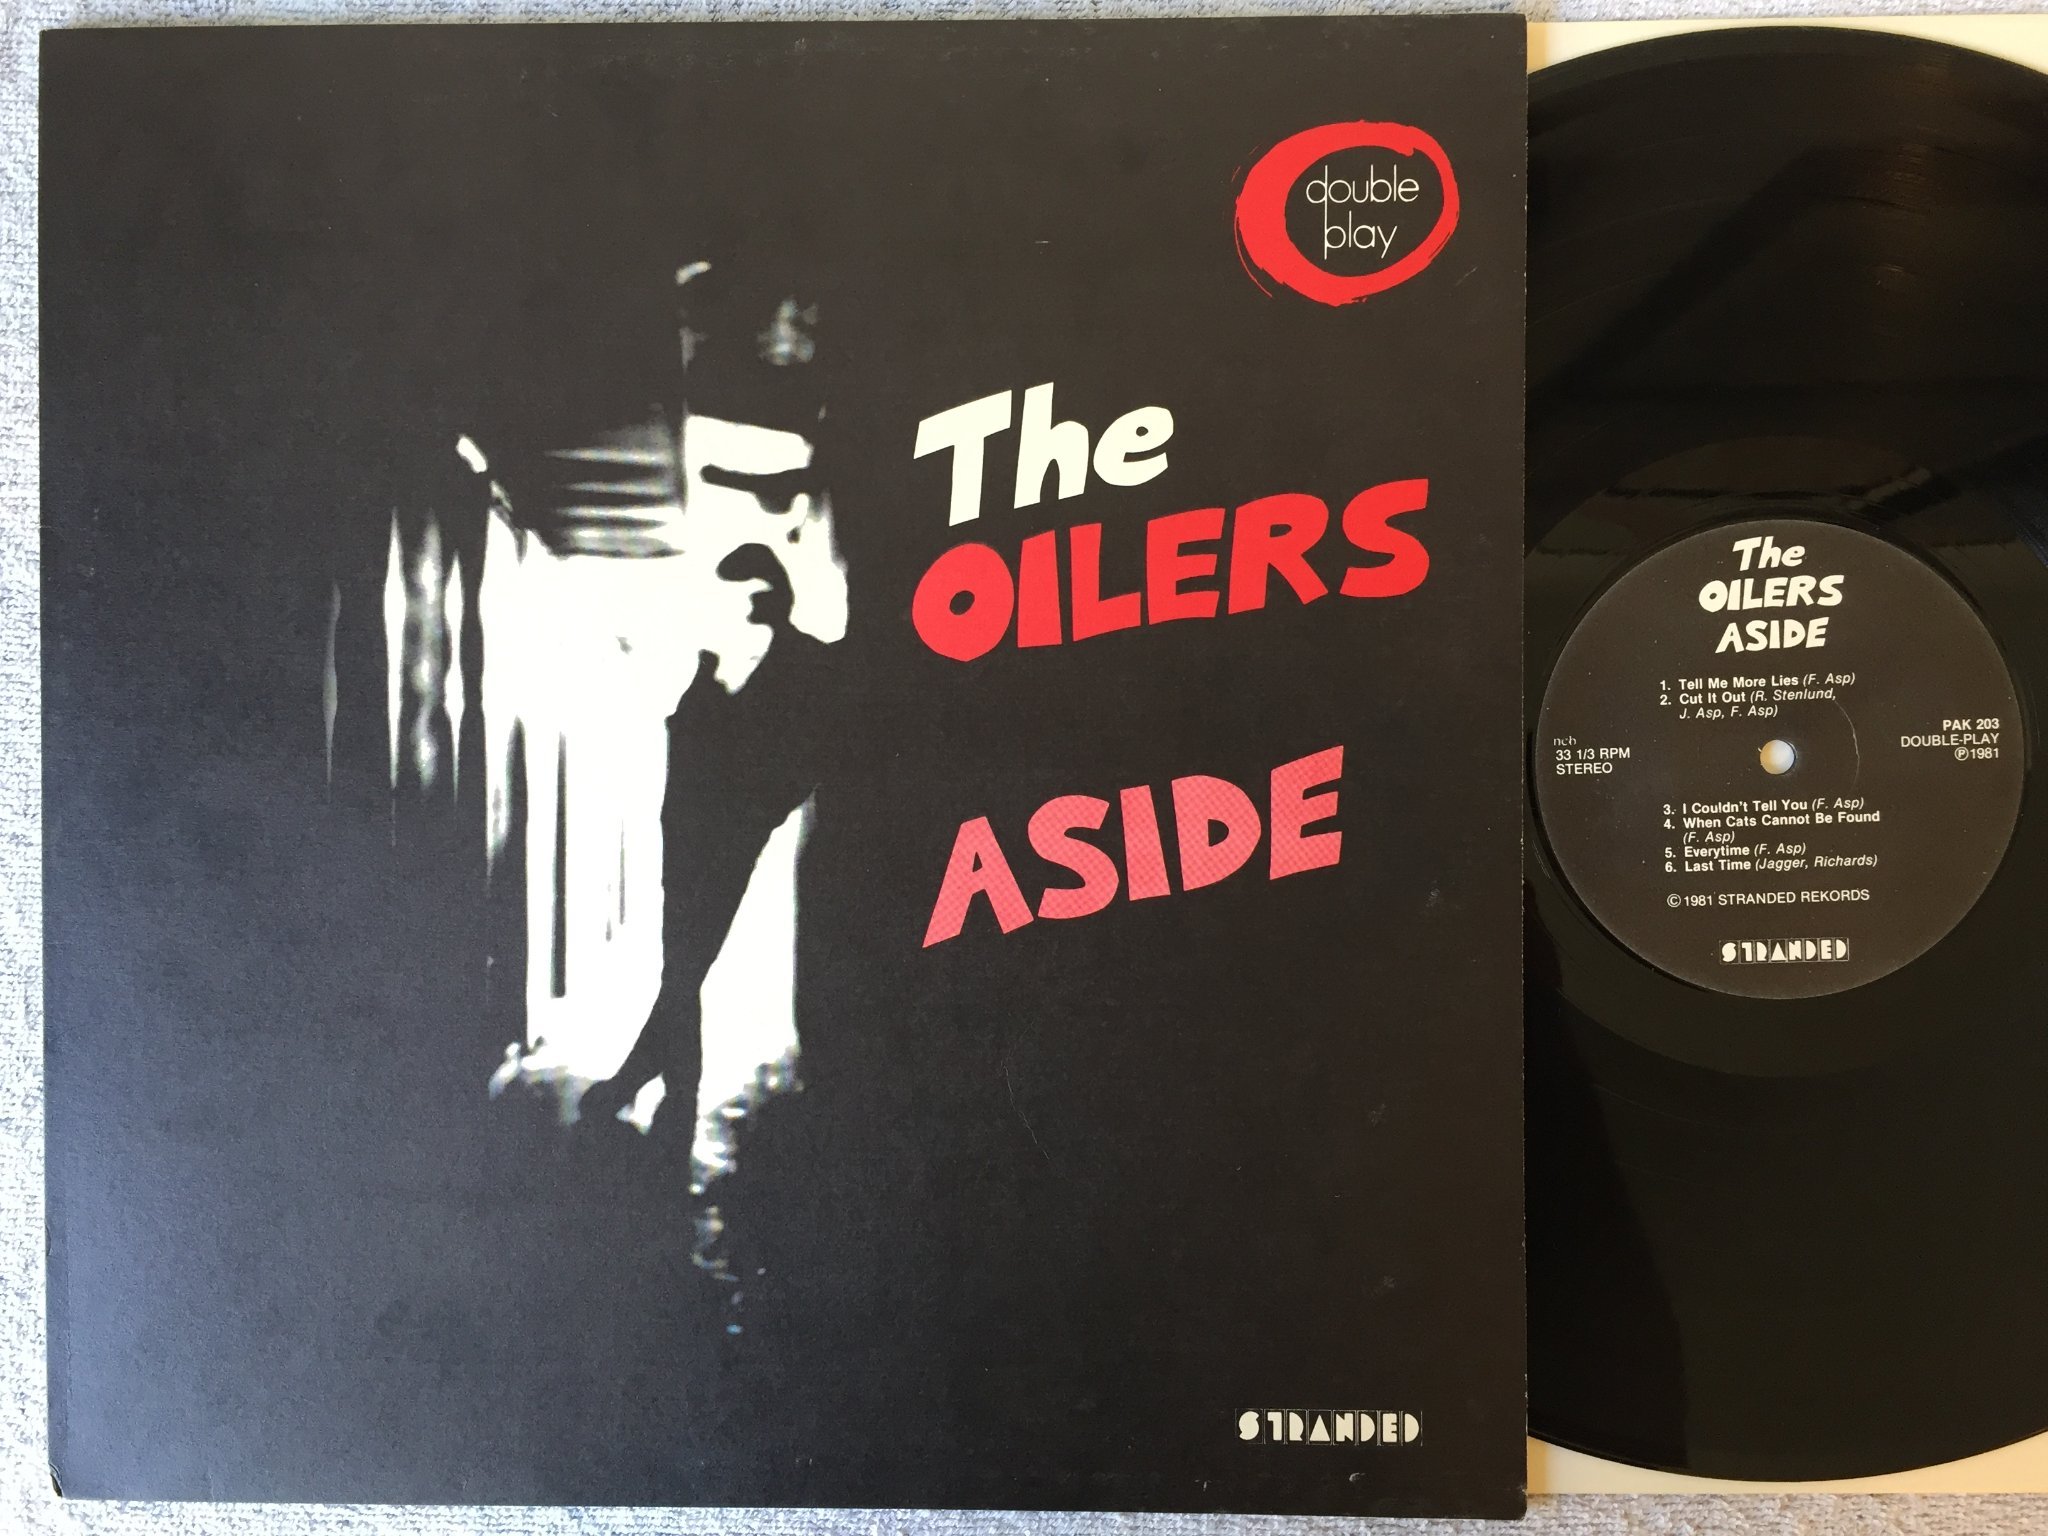 double
play
The
OILERS
ASIDE
STRANDED
The
OILERS
ASIDE
1. Tell Me More Lies (F. Asp)
2. Cut It Out (R. Stenlund,
J. Asp, F. Asp)
ncb
33 1/3 RPM
STEREO
PAK 203
DOUBLE-PLAY
Ⓟ1981
3. I Couldn't Tell You (F. Asp)
4. When Cats Cannot Be Found
(F. Asp)
5. Everytime (F. Asp)
6. Last Time (Jagger, Richards)
©1981 STRANDED REKORDS
STRANDED